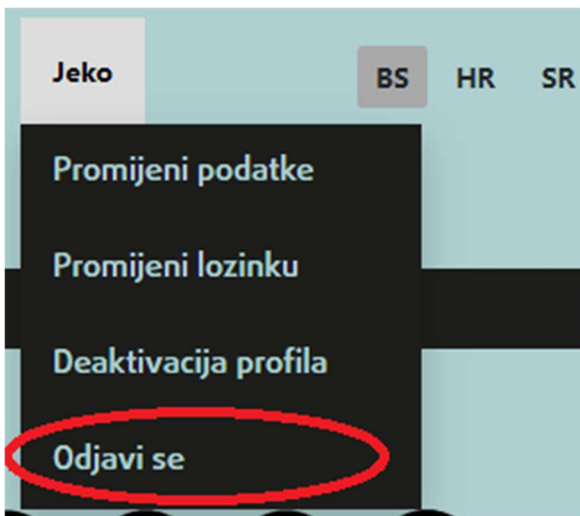 Jeko BS HR SR
Promijeni podatke
Promijeni lozinku
Deaktivacija profila
Odjavi se